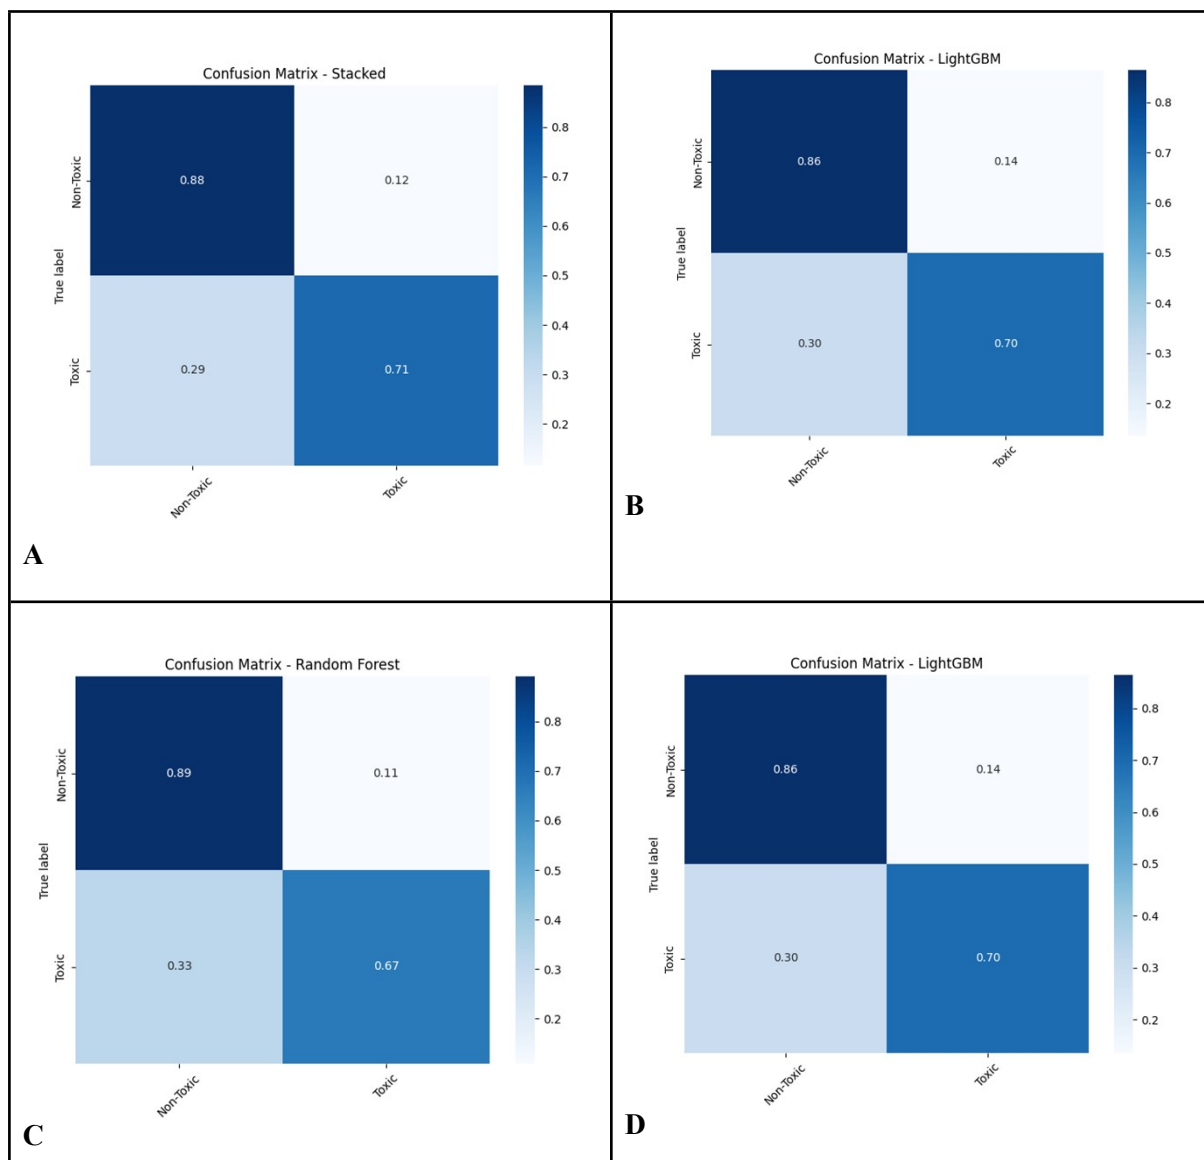 Confusion Matrix - Stacked
Non-Toxic
Toxic
True label
0.88
0.12
0.29
0.71
Non-Toxic
Toxic
0.8
0.7
0.6
0.5
0.4
0.3
0.2
A
Confusion Matrix - LightGBM
Non-Toxic
Toxic
True label
0.86
0.14
0.30
0.70
Non-Toxic
Toxic
0.8
0.7
0.6
0.5
0.4
0.3
0.2
B
Confusion Matrix - Random Forest
Non-Toxic
Toxic
True label
0.89
0.11
0.33
0.67
Non-Toxic
Toxic
0.8
0.7
0.6
0.5
0.4
0.3
0.2
C
Confusion Matrix - LightGBM
Non-Toxic
Toxic
True label
0.86
0.14
0.30
0.70
Non-Toxic
Toxic
0.8
0.7
0.6
0.5
0.4
0.3
0.2
D